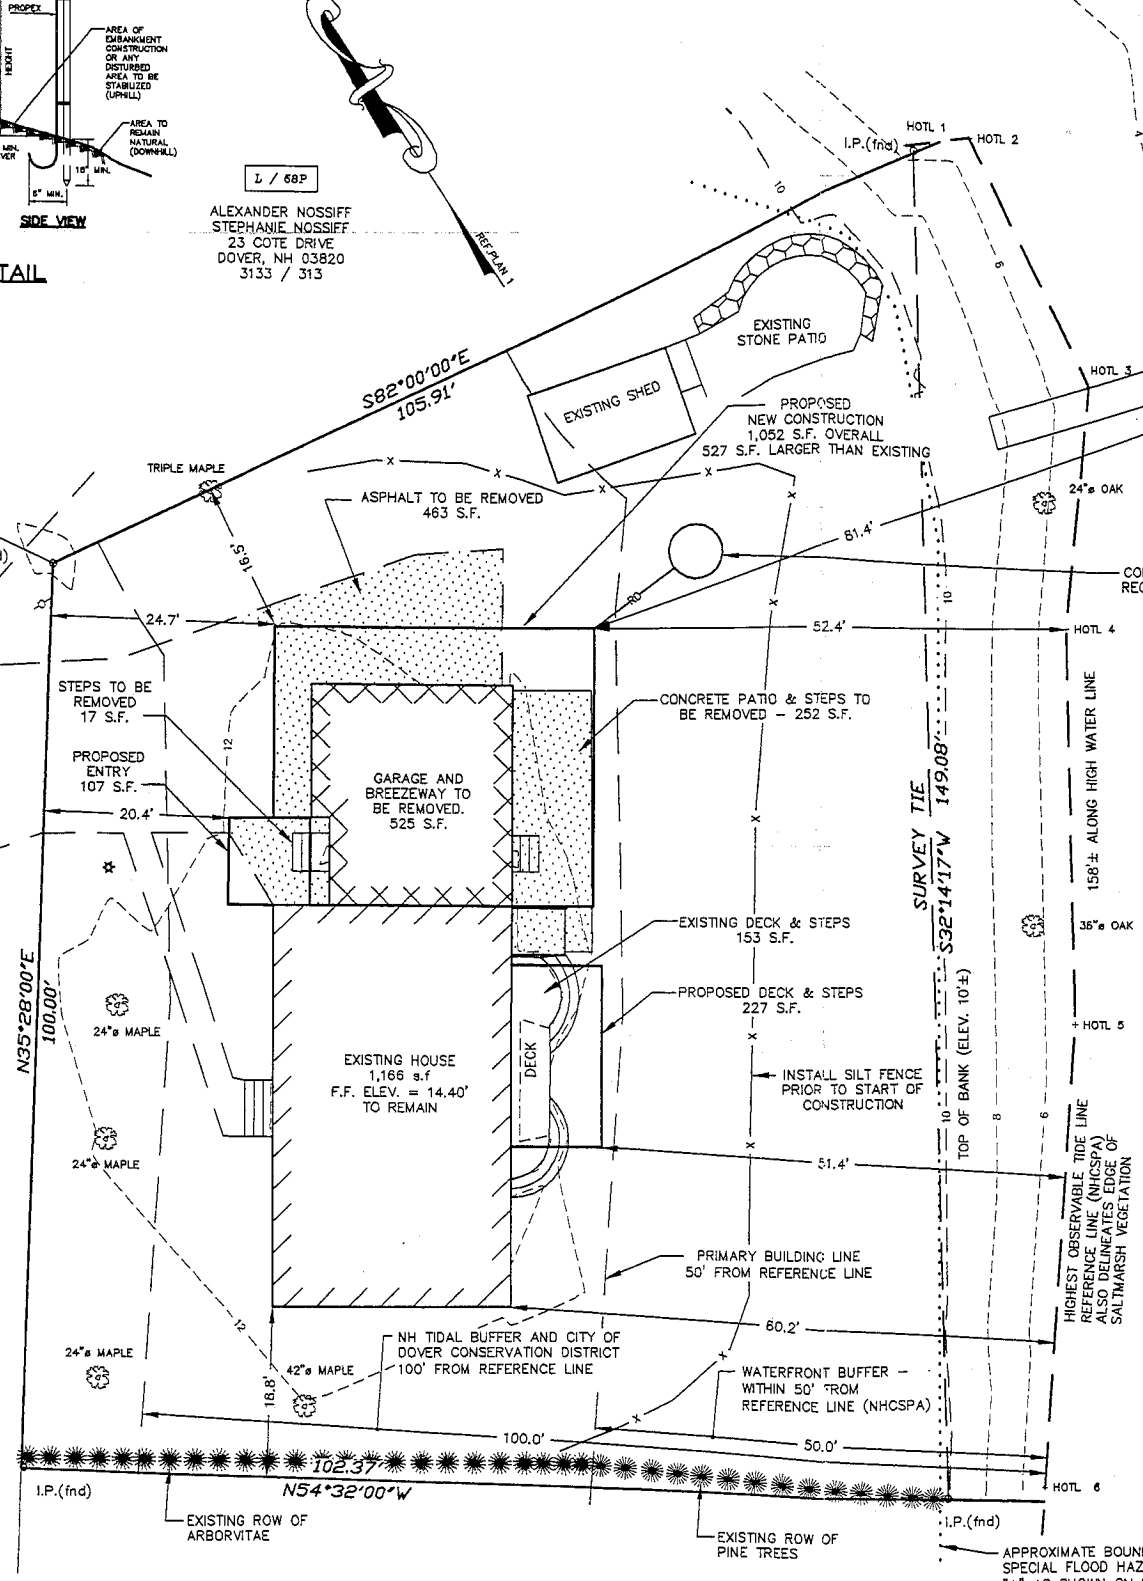 PROPEX
HEIGHT
AREA OF
EMBANKMENT
CONSTRUCTION
OR ANY
DISTURBED
AREA TO BE
STABILIZED
(UPHILL)
AREA TO
REMAIN
NATURAL
(DOWNHILL)
MIN.
16" MIN.
SIDE VIEW
TAIL
L / 68P
ALEXANDER NOSSIFF
STEPHANIE NOSSIFF
23 COTE DRIVE
DOVER, NH 03820
3133 / 313
REF.PLAN 1
HOTL 1
HOTL 2
I.P.(fnd)
10
6
EXISTING
STONE PATIO
HOTL 3
S82°00'00"E
105.91'
EXISTING SHED
PROPOSED
NEW CONSTRUCTION
1,052 S.F. OVERALL
527 S.F. LARGER THAN EXISTING
TRIPLE MAPLE
ASPHALT TO BE REMOVED
463 S.F.
24"ø OAK
81.4'
16.5'
RD
10
24.7'
52.4'
HOTL 4
STEPS TO BE
REMOVED
17 S.F.
CONCRETE PATIO & STEPS TO
BE REMOVED - 252 S.F.
158'± ALONG HIGH WATER LINE
12
PROPOSED
ENTRY
107 S.F.
GARAGE AND
BREEZEWAY TO
BE REMOVED.
525 S.F.
20.4'
SURVEY TIE
S32°14'17"W 149.08'
EXISTING DECK & STEPS
153 S.F.
36"ø OAK
N35°28'00"E
100.00'
PROPOSED DECK & STEPS
227 S.F.
24"ø MAPLE
HOTL 5
DECK
EXISTING HOUSE
1,166 s.f
F.F. ELEV. = 14.40'
TO REMAIN
INSTALL SILT FENCE
PRIOR TO START OF
CONSTRUCTION
TOP OF BANK (ELEV. 10'±)
10
8
6
24"ø MAPLE
51.4'
HIGHEST OBSERVABLE TIDE LINE
REFERENCE LINE (NHCSPA)
ALSO DELINEATES EDGE OF
SALTMARSH VEGETATION
PRIMARY BUILDING LINE
50' FROM REFERENCE LINE
12
60.2'
NH TIDAL BUFFER AND CITY OF
DOVER CONSERVATION DISTRICT
100' FROM REFERENCE LINE
24"ø MAPLE
42"ø MAPLE
18.8'
WATERFRONT BUFFER -
WITHIN 50' FROM
REFERENCE LINE (NHCSPA)
100.0'
50.0'
102.37
N54°32'00"W
I.P.(fnd)
HOTL 6
EXISTING ROW OF
ARBORVITAE
I.P.(fnd)
EXISTING ROW OF
PINE TREES
APPROXIMATE BOUN
SPECIAL FLOOD HAZ